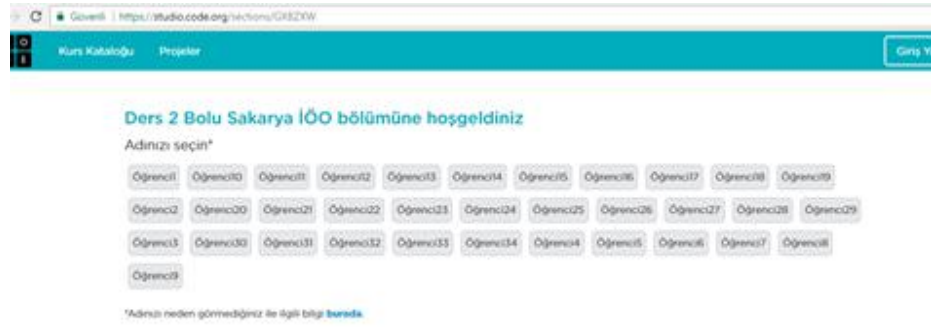 Güvenli | https://studio.code.org/sections/GXBZXW
Kurs Kataloğu Projeler Giriş Y
Ders 2 Bolu Sakarya İÖO bölümüne hoşgeldiniz
Adınızı seçin*
Öğrenci1 Öğrenci10 Öğrenci11 Öğrenci12 Öğrenci13 Öğrenci14 Öğrenci15 Öğrenci16 Öğrenci17 Öğrenci18 Öğrenci19
Öğrenci2 Öğrenci20 Öğrenci21 Öğrenci22 Öğrenci23 Öğrenci24 Öğrenci25 Öğrenci26 Öğrenci27 Öğrenci28 Öğrenci29
Öğrenci3 Öğrenci30 Öğrenci31 Öğrenci32 Öğrenci33 Öğrenci34 Öğrenci4 Öğrenci5 Öğrenci6 Öğrenci7 Öğrenci8
Öğrenci9
*Adınızı neden görmediğiniz ile ilgili bilgi burada.